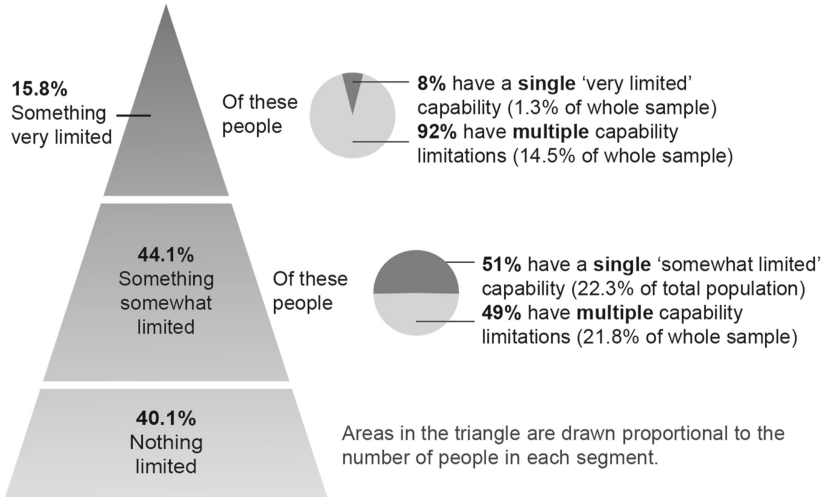 15.8%
Something
very limited
Of these
people
8% have a single ‘very limited’
capability (1.3% of whole sample)
92% have multiple capability
limitations (14.5% of whole sample)
44.1%
Something
somewhat
limited
Of these
people
51% have a single ‘somewhat limited’
capability (22.3% of total population)
49% have multiple capability
limitations (21.8% of whole sample)
40.1%
Nothing
limited
Areas in the triangle are drawn proportional to the
number of people in each segment.